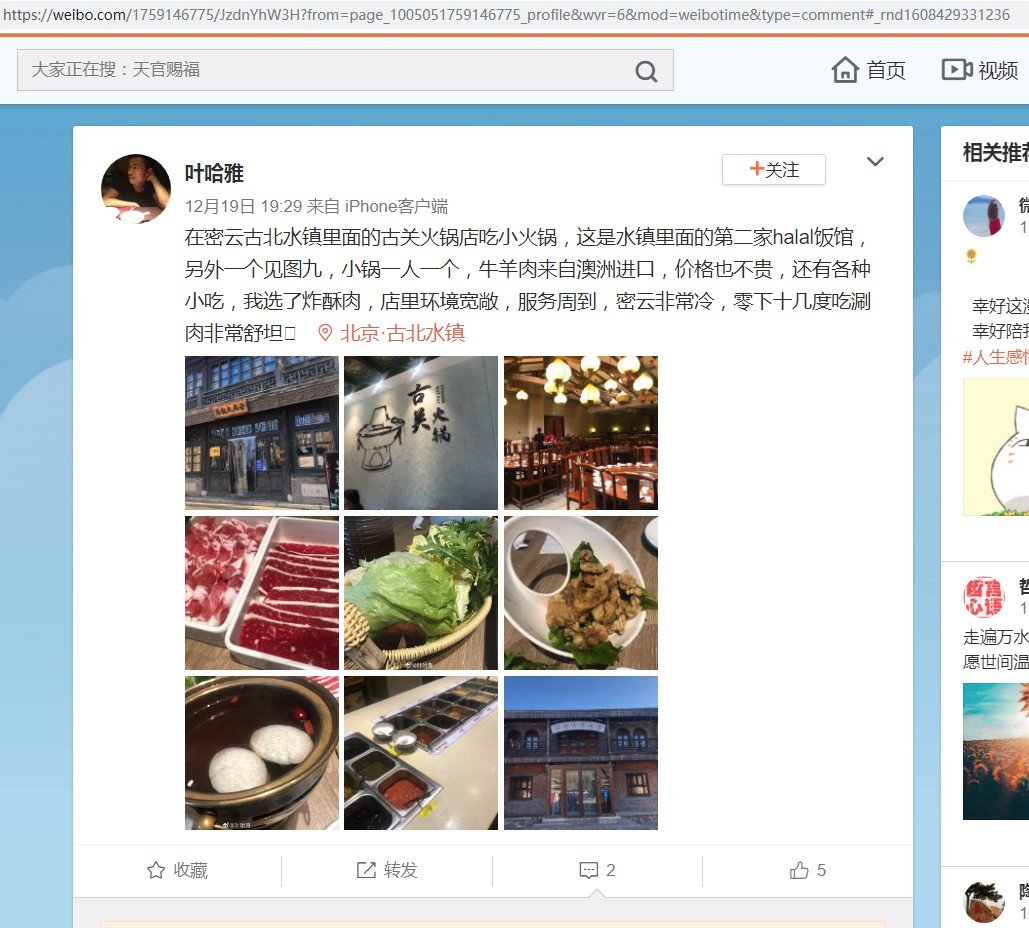 https://weibo.com/1759146775/JzdnYhW3H?from=page_1005051759146775_profile&wvr=6&mod=weibotime&type=comment#_rnd1608429331236
大家正在搜：天官赐福
首页
视频
叶哈雅
+关注
12月19日 19:29 来自 iPhone客户端
在密云古北水镇里面的古关火锅店吃小火锅，这是水镇里面的第二家halal饭馆，
另外一个见图九，小锅一人一个，牛羊肉来自澳洲进口，价格也不贵，还有各种
小吃，我选了炸酥肉，店里环境宽敞，服务周到，密云非常冷，零下十几度吃涮
肉非常舒坦
北京·古北水镇
古关
火锅
收藏
转发
2
5
相关推荐
幸好这
幸好陪
#人生感
走遍万水
愿世间温